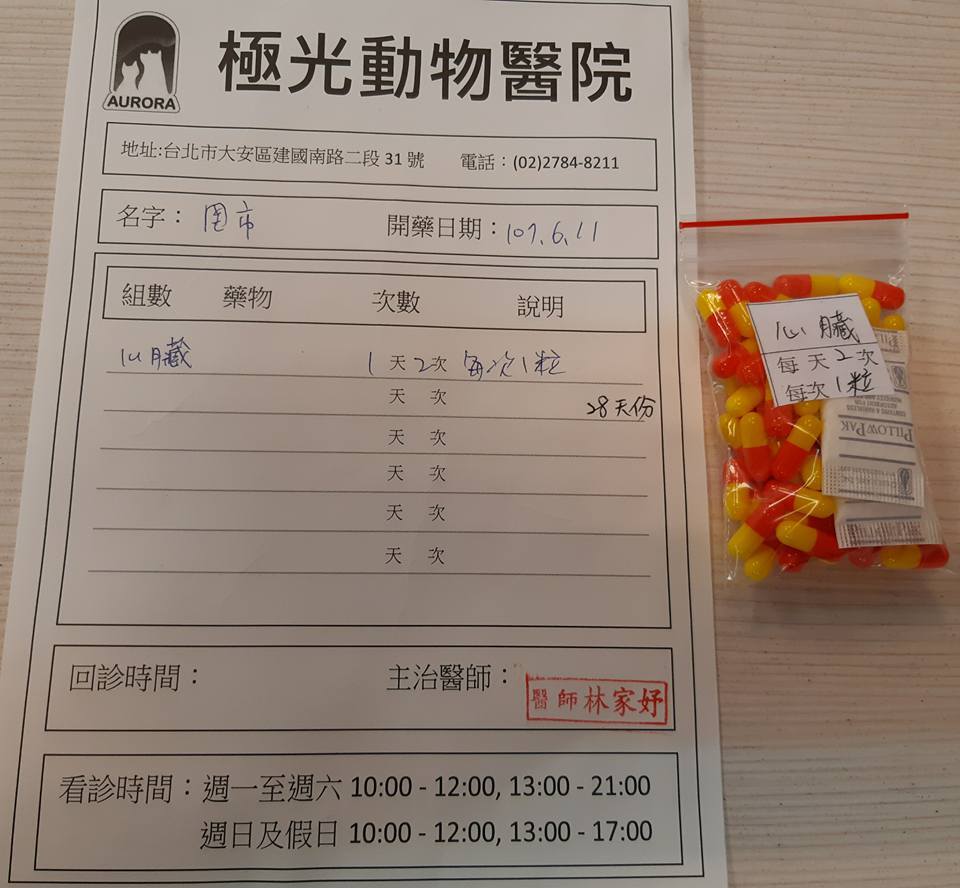 AURORA
極光動物醫院
地址:台北市大安區建國南路二段 31 號 電話：(02)2784-8211
名字： 圕市 開藥日期：107.6.11
組數 藥物 次數 說明
心臟 1 天 2 次 每次1粒
天 次 28天份
天 次
天 次
天 次
天 次
回診時間： 主治醫師：
醫師林家妤
看診時間：週一至週六 10:00 - 12:00, 13:00 - 21:00
週日及假日 10:00 - 12:00, 13:00 - 17:00
心臟
每天2次
每次1粒
PILLOW PAK